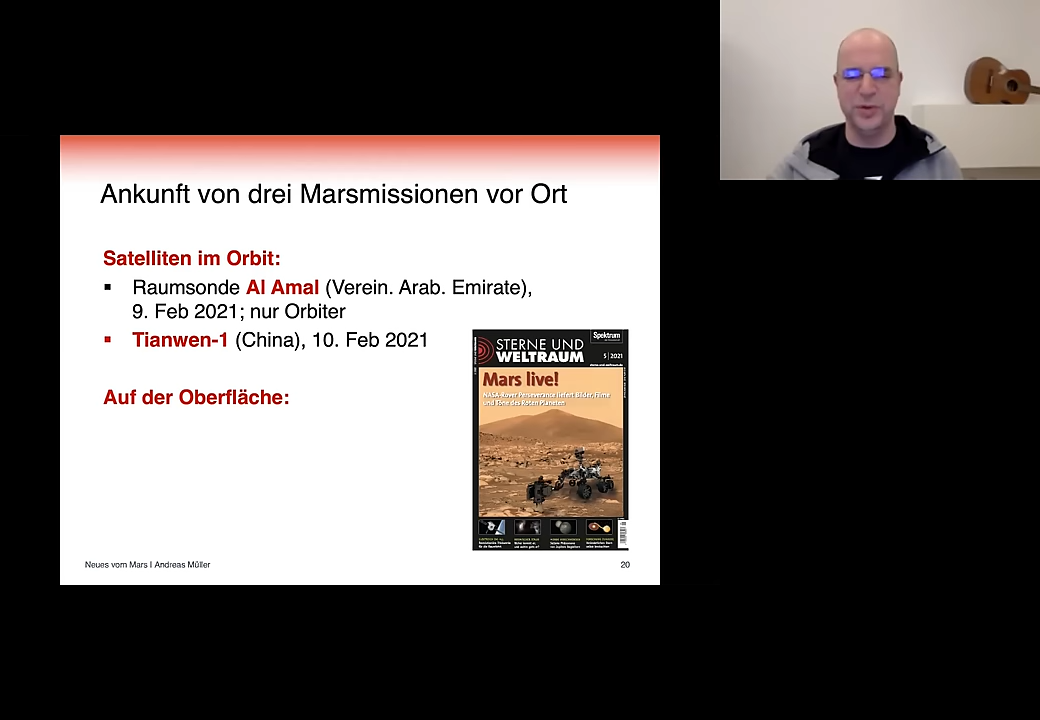 Ankunft von drei Marsmissionen vor Ort
Satelliten im Orbit:
▪ Raumsonde Al Amal (Verein. Arab. Emirate),
9. Feb 2021; nur Orbiter
▪ Tianwen-1 (China), 10. Feb 2021
Auf der Oberfläche:
Spektrum
STERNE UND
WELTRAUM
5 | 2021
Mars live!
NASA-Rover Perseverance liefert Bilder, Filme
und Töne des Roten Planeten
Neues vom Mars I Andreas Müller
20